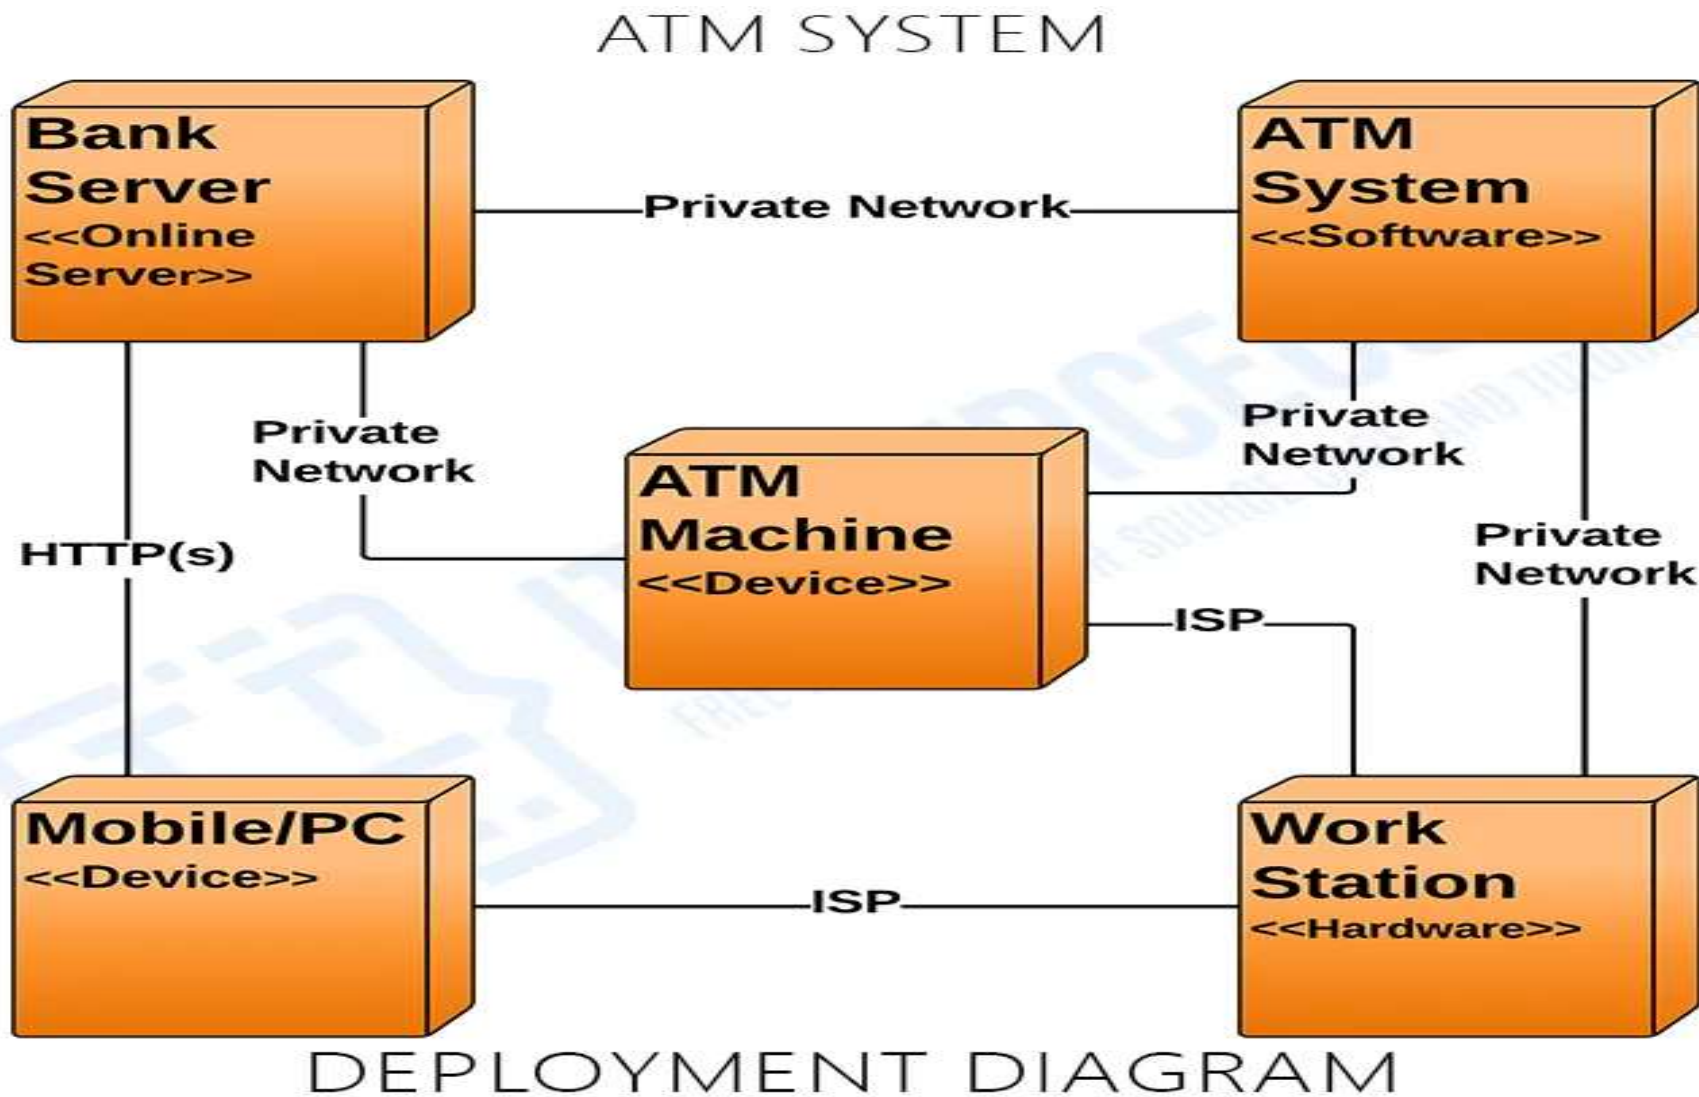 ATM SYSTEM
Bank
Server
<<Online
Server>>
Private Network
ATM
System
<<Software>>
Private
Network
Private
Network
ATM
Machine
<<Device>>
HTTP(s)
Private
Network
ISP
Mobile/PC
<<Device>>
ISP
Work
Station
<<Hardware>>
DEPLOYMENT DIAGRAM